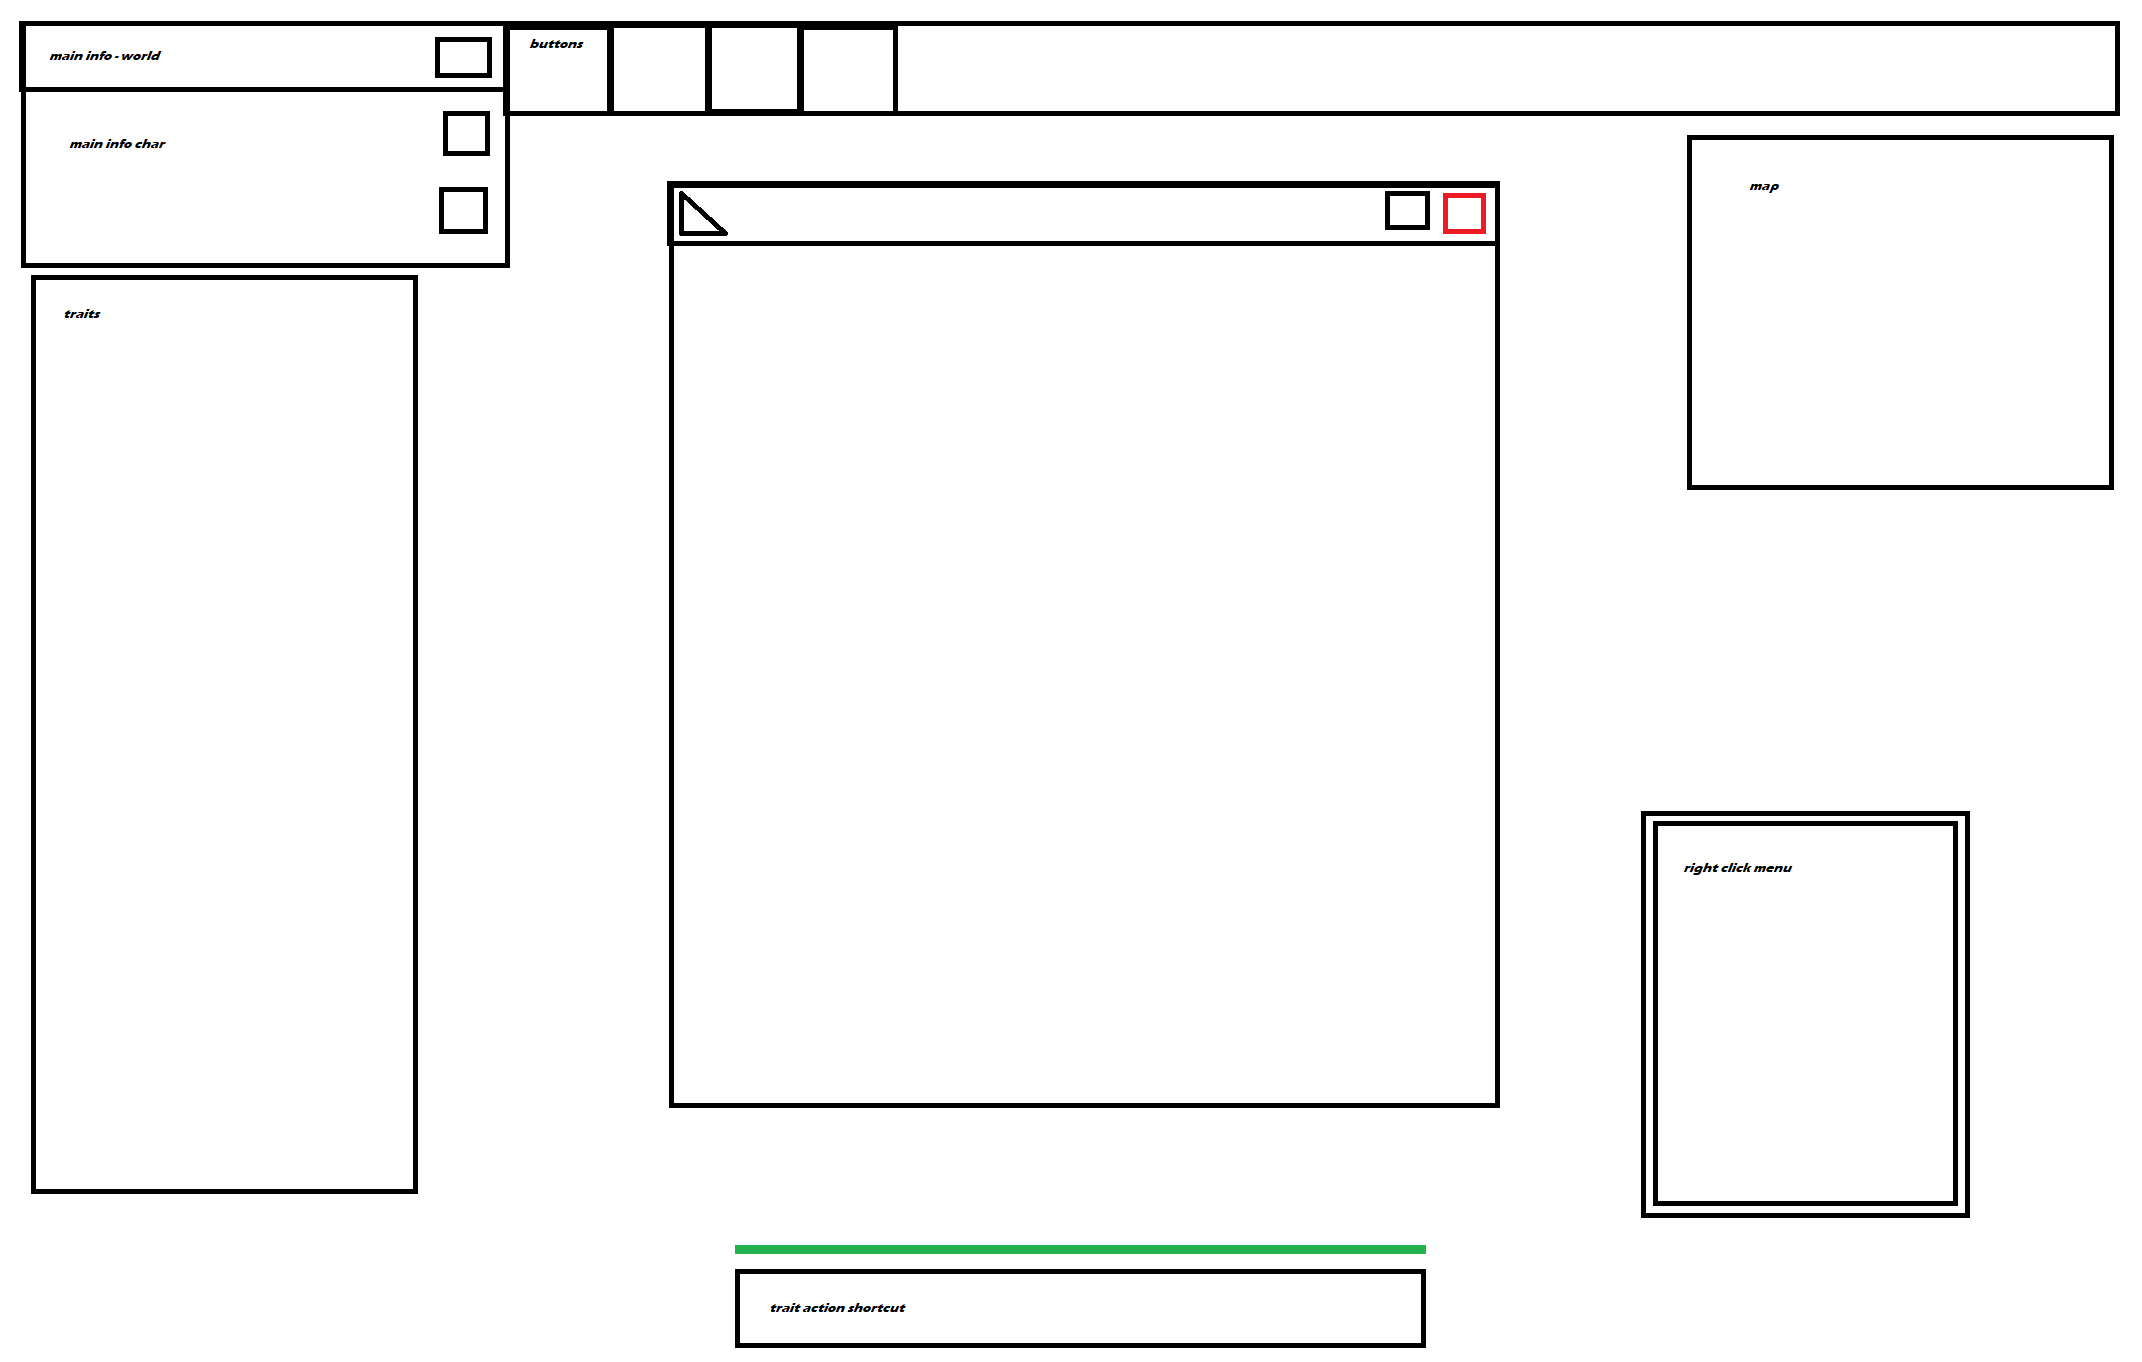 main info - world
buttons
main info char
map
traits
right click menu
trait action shortcut